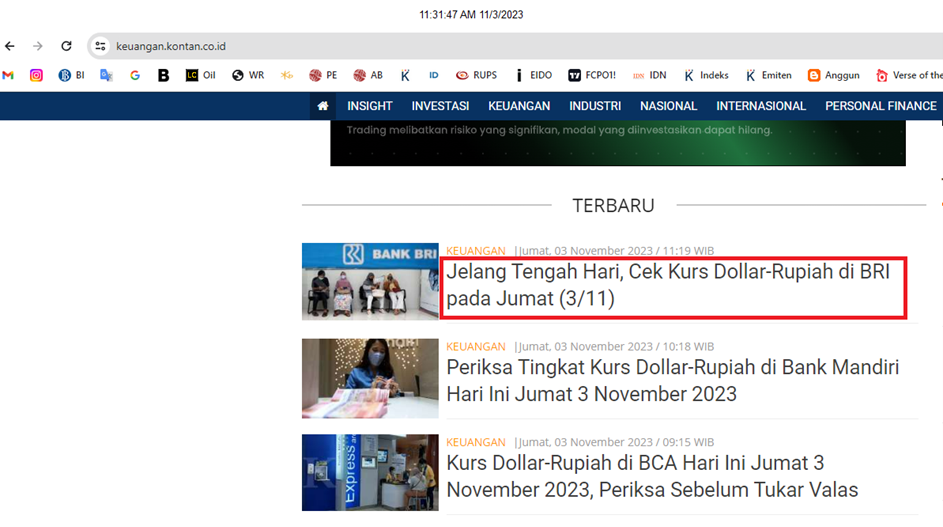 11:31:47 AM 11/3/2023
keuangan.kontan.co.id
BI
Oil
WR
PE
AB
ID
RUPS
EIDO
FCPO1!
IDN
Indeks
Emiten
Anggun
Verse of the
INSIGHT
INVESTASI
KEUANGAN
INDUSTRI
NASIONAL
INTERNASIONAL
PERSONAL FINANCE
Trading melibatkan risiko yang signifikan, modal yang diinvestasikan dapat hilang.
TERBARU
BANK BRI
KEUANGAN |Jumat, 03 November 2023 / 11:19 WIB
Jelang Tengah Hari, Cek Kurs Dollar-Rupiah di BRI
pada Jumat (3/11)
KEUANGAN |Jumat, 03 November 2023 / 10:18 WIB
Periksa Tingkat Kurs Dollar-Rupiah di Bank Mandiri
Hari Ini Jumat 3 November 2023
Express
KEUANGAN |Jumat, 03 November 2023 / 09:15 WIB
Kurs Dollar-Rupiah di BCA Hari Ini Jumat 3
November 2023, Periksa Sebelum Tukar Valas